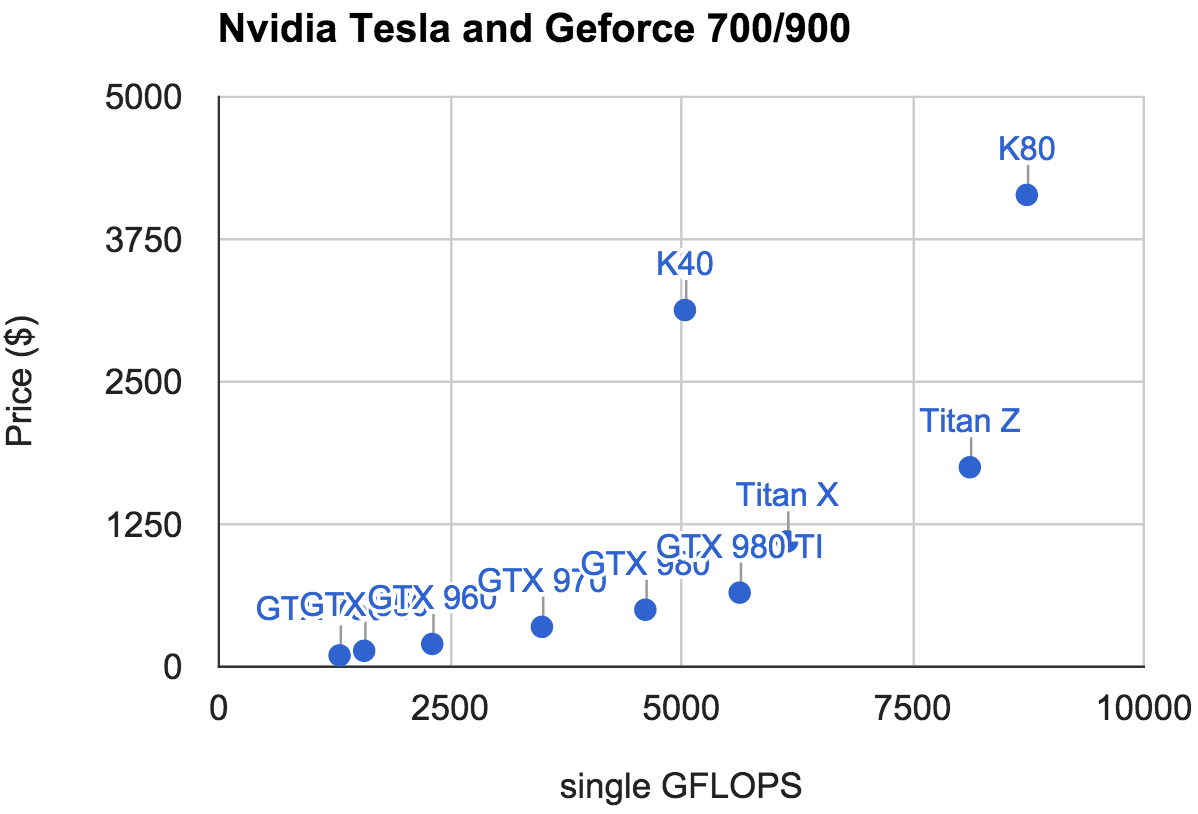 Nvidia Tesla and Geforce 700/900
5000
K80
3750
K40
Price ($)
2500
Titan Z
Titan X
1250
GTX 980 TI
GTX 980
GTX 970
GTX 960
GTX
0
0
2500
5000
7500
10000
single GFLOPS